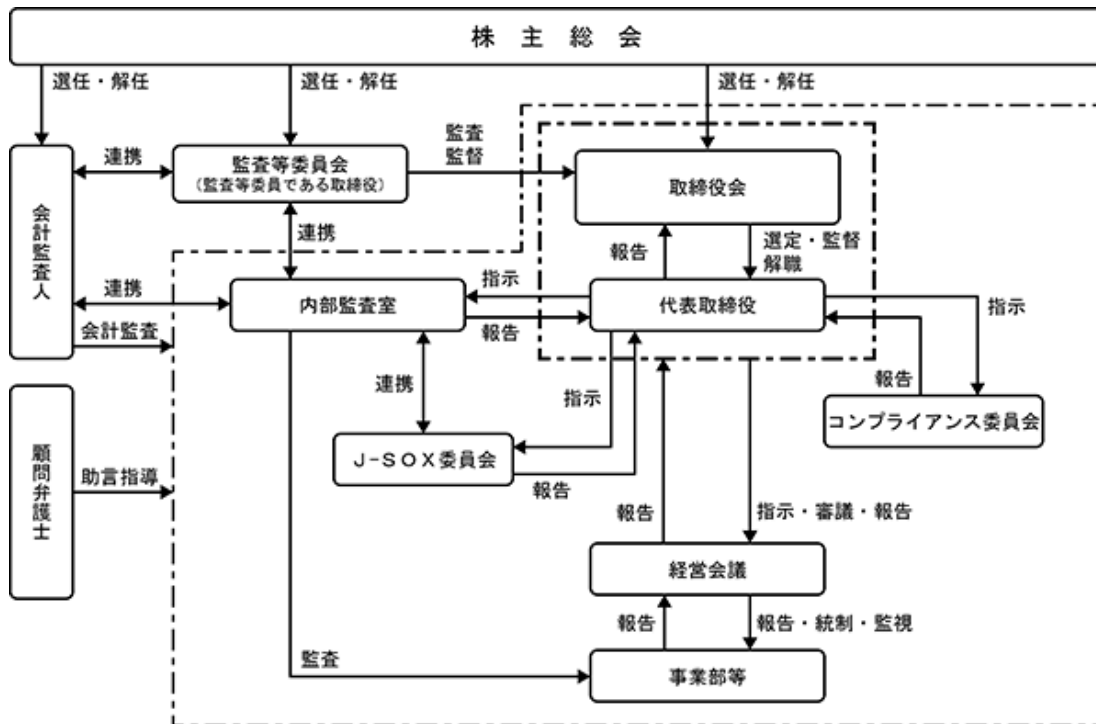 株主総会
選任・解任
選任・解任
選任・解任
監査
監督
連携
監査等委員会
(監査等委員である取締役)
取締役会
会計監査人
連携
報告
選定・監督
解職
連携
内部監査室
指示
報告
代表取締役
指示
会計監査
連携
指示
報告
コンプライアンス委員会
J-SOX委員会
報告
顧問弁護士
助言指導
報告
指示・審議・報告
経営会議
報告
報告・統制・監視
監査
事業部等